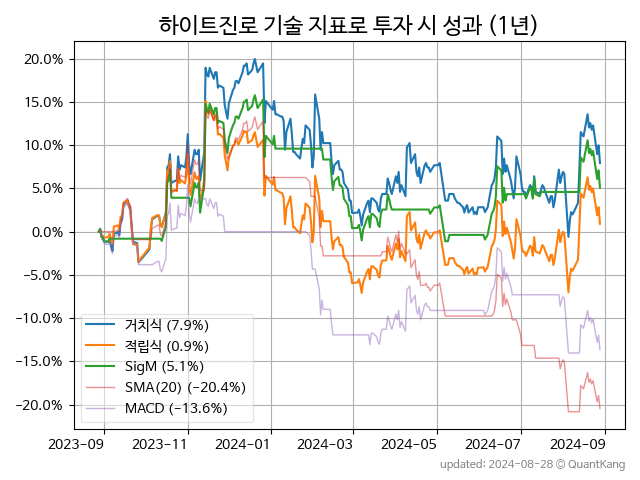 하이트진로 기술 지표로 투자 시 성과 (1년)
20.0%
15.0%
10.0%
5.0%
0.0%
−5.0%
−10.0%
−15.0%
−20.0%
거치식 (7.9%)
적립식 (0.9%)
SigM (5.1%)
SMA(20) (−20.4%)
MACD (−13.6%)
2023-09 2023-11 2024-01 2024-03 2024-05 2024-07 2024-09
updated: 2024-08-28 © QuantKang